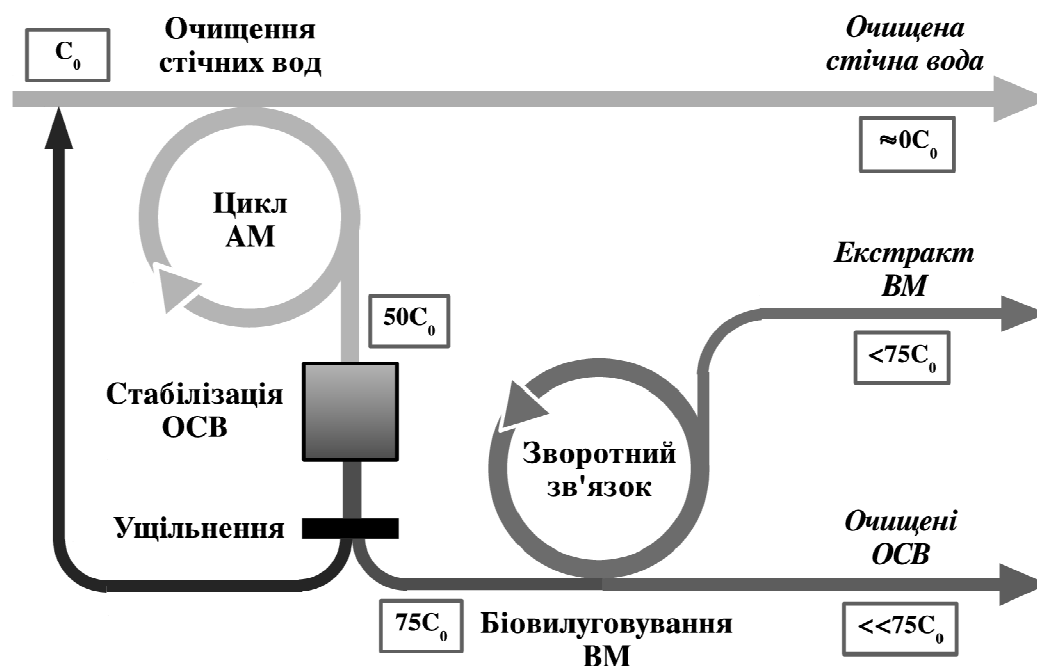 C₀
Очищення
стічних вод
Очищена
стічна вода
≈0C₀
Цикл
АМ
50C₀
Екстракт
ВМ
<75C₀
Стабілізація
ОСВ
Зворотний
зв'язок
Ущільнення
Очищені
ОСВ
75C₀
Біовилуговування
ВМ
<<75C₀